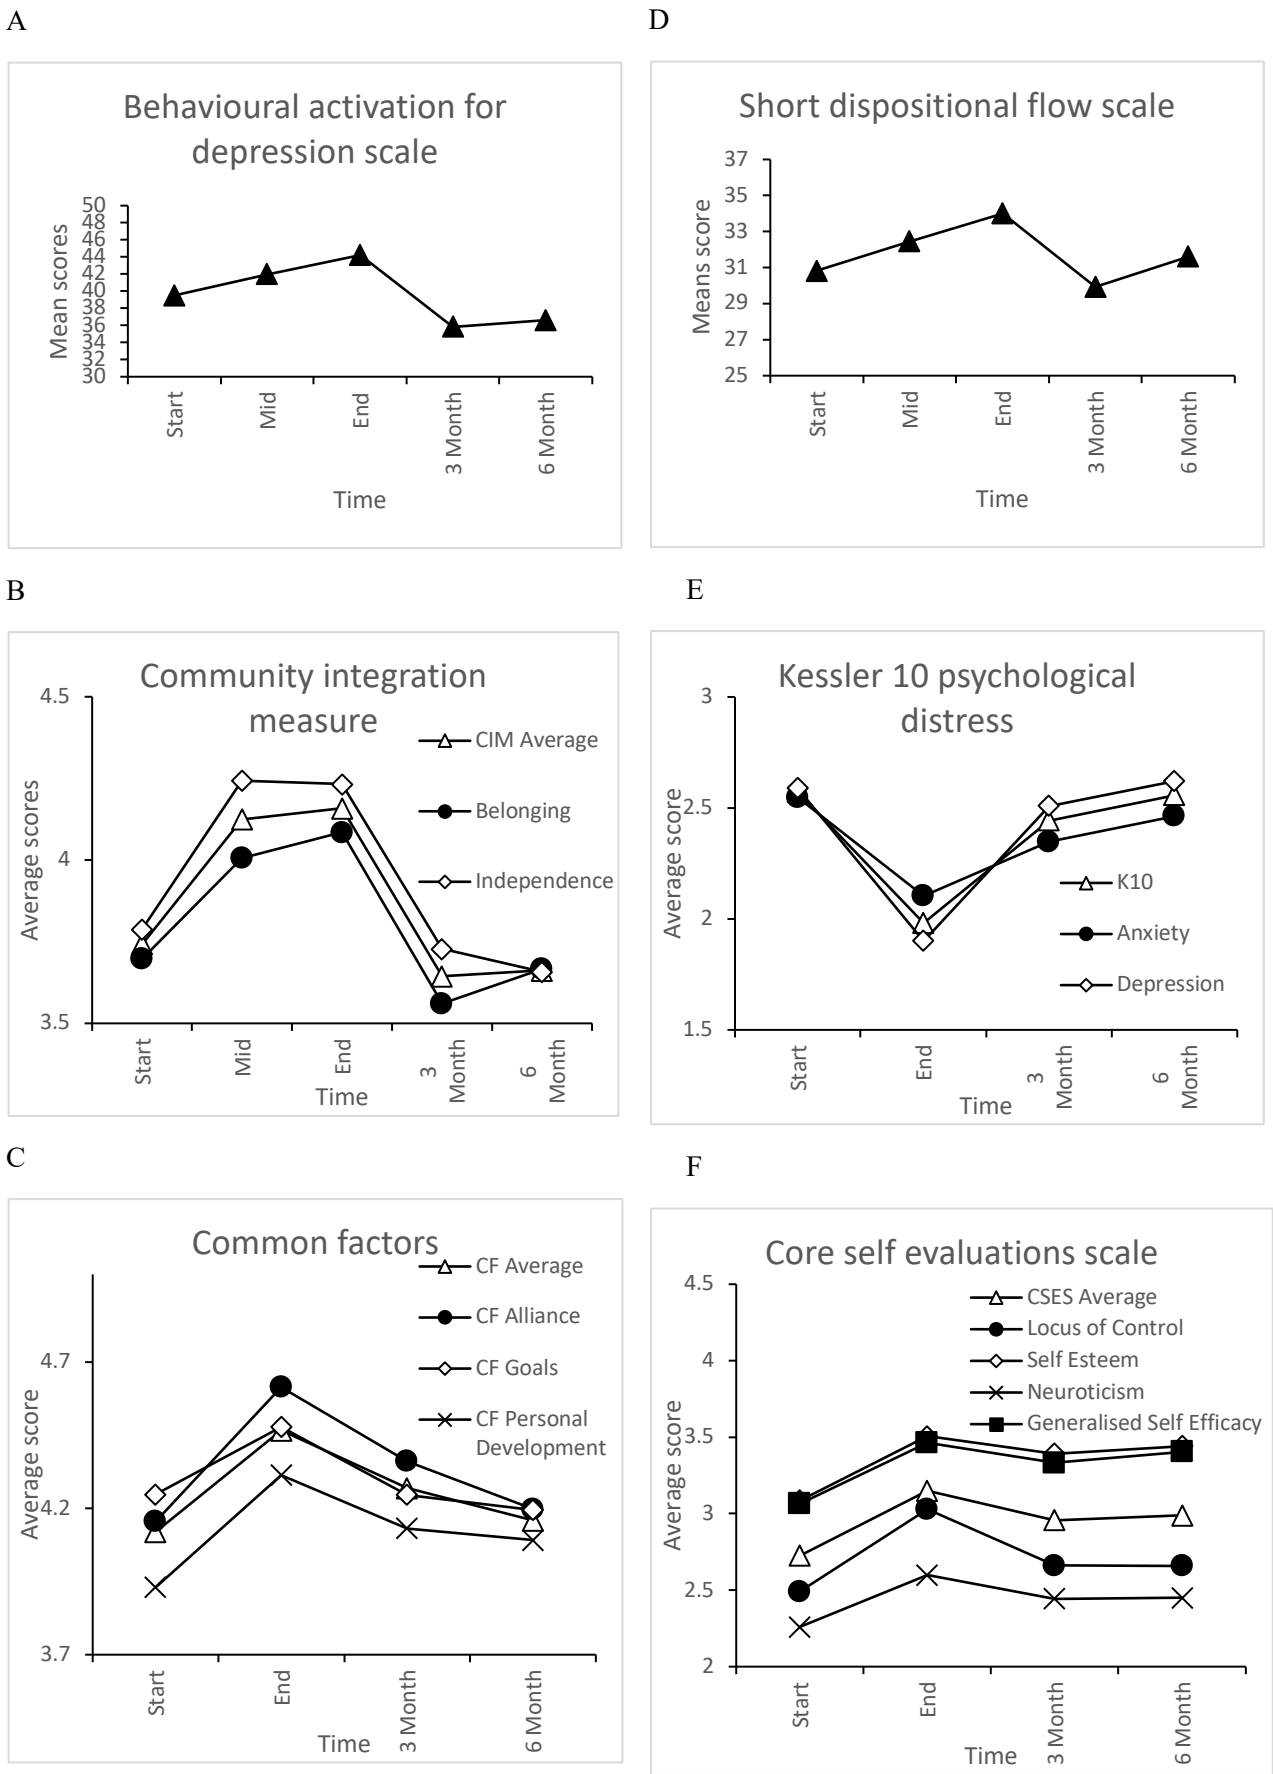 A
Behavioural activation for
depression scale
Mean scores
50
48
46
44
42
40
38
36
34
32
30
Start
Mid
End
3 Month
6 Month
Time
D
Short dispositional flow scale
Means score
37
35
33
31
29
27
25
Start
Mid
End
3 Month
6 Month
Time
B
Community integration
measure
Average scores
4.5
4
3.5
CIM Average
Belonging
Independence
Start
Mid
End
3
Month
6
Month
Time
E
Kessler 10 psychological
distress
Average score
3
2.5
2
1.5
K10
Anxiety
Depression
Start
End
3
Month
6
Month
Time
C
Common factors
Average score
4.7
4.2
3.7
CF Average
CF Alliance
CF Goals
CF Personal
Development
Start
End
3 Month
6 Month
Time
F
Core self evaluations scale
Average score
4.5
4
3.5
3
2.5
2
CSES Average
Locus of Control
Self Esteem
Neuroticism
Generalised Self Efficacy
Start
End
3 Month
6 Month
Time